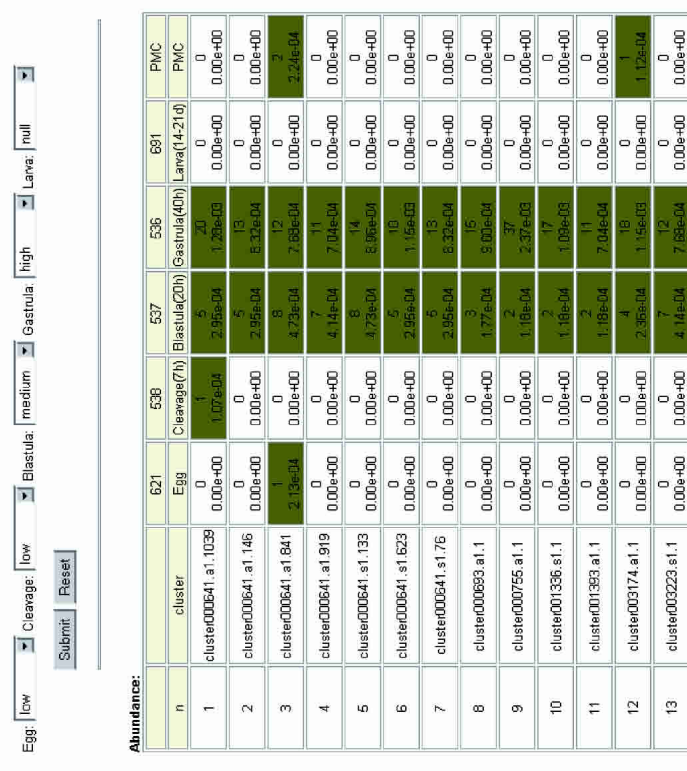 Egg: low Cleavage: low Blastula: medium Gastrula: high Larva: null
Submit Reset
Abundance:
621 538 537 536 691 PMC
n cluster Egg Cleavage(7h) Blastula(20h) Gastrula(40h) Larva(14-21d) PMC
1 cluster000641.a1.1039 0 1 5 20 0 0
0.00e+00 1.07e-04 2.95e-04 1.28e-03 0.00e+00 0.00e+00
2 cluster000641.a1.146 0 0 5 13 0 0
0.00e+00 0.00e+00 2.95e-04 8.32e-04 0.00e+00 0.00e+00
3 cluster000641.a1.841 1 0 8 12 0 2
2.13e-04 0.00e+00 4.73e-04 7.68e-04 0.00e+00 2.24e-04
4 cluster000641.a1.919 0 0 7 11 0 0
0.00e+00 0.00e+00 4.14e-04 7.04e-04 0.00e+00 0.00e+00
5 cluster000641.s1.133 0 0 8 14 0 0
0.00e+00 0.00e+00 4.73e-04 8.96e-04 0.00e+00 0.00e+00
6 cluster000641.s1.623 0 0 5 18 0 0
0.00e+00 0.00e+00 2.95e-04 1.15e-03 0.00e+00 0.00e+00
7 cluster000641.s1.76 0 0 5 13 0 0
0.00e+00 0.00e+00 2.95e-04 8.32e-04 0.00e+00 0.00e+00
8 cluster000693.a1.1 0 0 3 15 0 0
0.00e+00 0.00e+00 1.77e-04 9.60e-04 0.00e+00 0.00e+00
9 cluster000755.a1.1 0 0 2 37 0 0
0.00e+00 0.00e+00 1.18e-04 2.37e-03 0.00e+00 0.00e+00
10 cluster001336.s1.1 0 0 2 17 0 0
0.00e+00 0.00e+00 1.18e-04 1.09e-03 0.00e+00 0.00e+00
11 cluster001393.a1.1 0 0 2 11 0 0
0.00e+00 0.00e+00 1.18e-04 7.04e-04 0.00e+00 0.00e+00
12 cluster003174.a1.1 0 0 4 18 0 1
0.00e+00 0.00e+00 2.36e-04 1.15e-03 0.00e+00 1.12e-04
13 cluster003223.s1.1 0 0 7 12 0 0
0.00e+00 0.00e+00 4.14e-04 7.68e-04 0.00e+00 0.00e+00